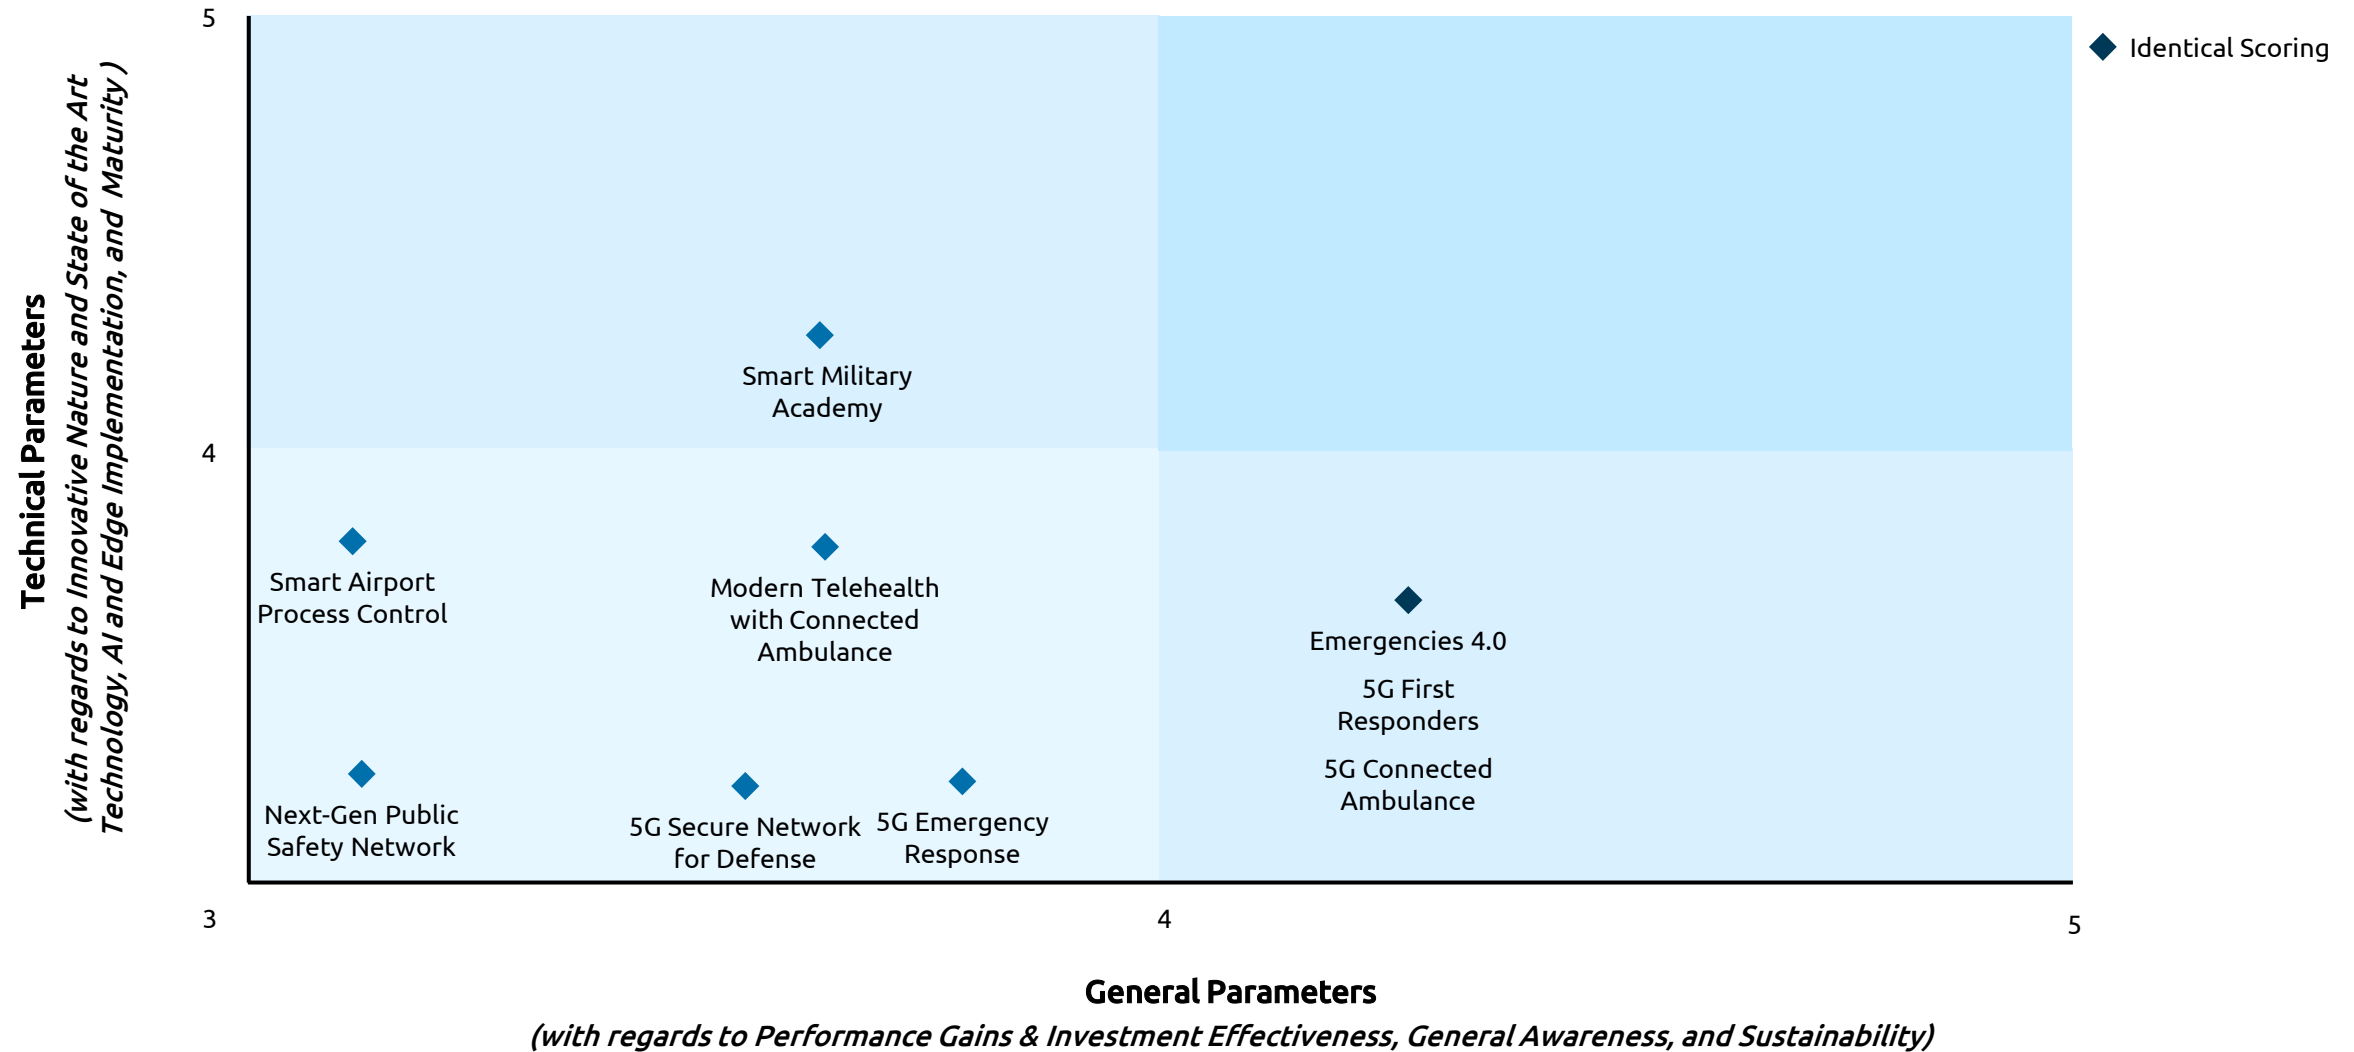 5
Identical Scoring
Technical Parameters
(with regards to Innovative Nature and State of the Art
Technology, AI and Edge Implementation, and Maturity )
Smart Military
Academy
4
Smart Airport
Process Control
Modern Telehealth
with Connected
Ambulance
Emergencies 4.0
5G First
Responders
5G Connected
Ambulance
Next-Gen Public
Safety Network
5G Secure Network
for Defense
5G Emergency
Response
3
4
5
General Parameters
(with regards to Performance Gains & Investment Effectiveness, General Awareness, and Sustainability)